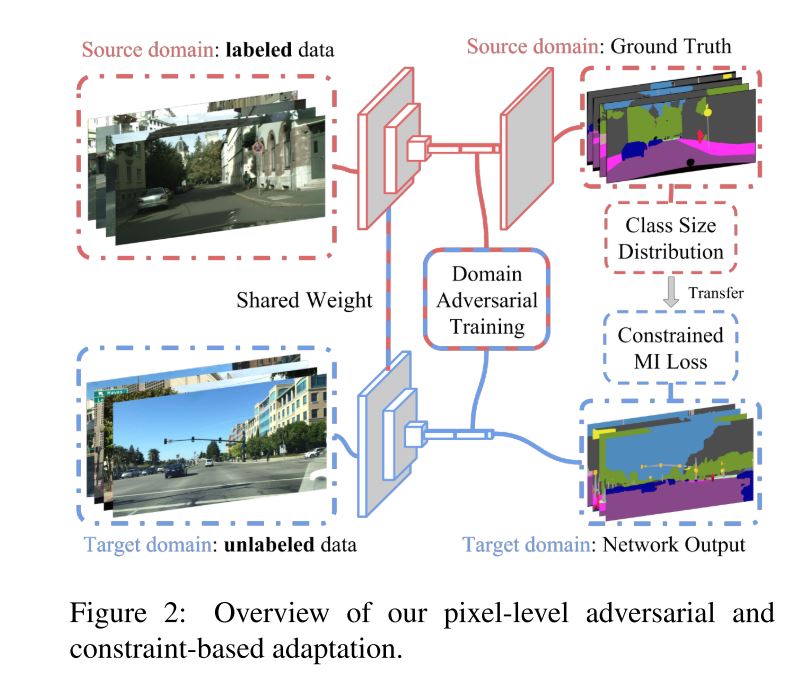 Source domain: labeled data
Source domain: Ground Truth
Class Size
Distribution
Domain
Adversarial
Training
Shared Weight
Transfer
Constrained
MI Loss
Target domain: unlabeled data
Target domain: Network Output
Figure 2: Overview of our pixel-level adversarial and
constraint-based adaptation.